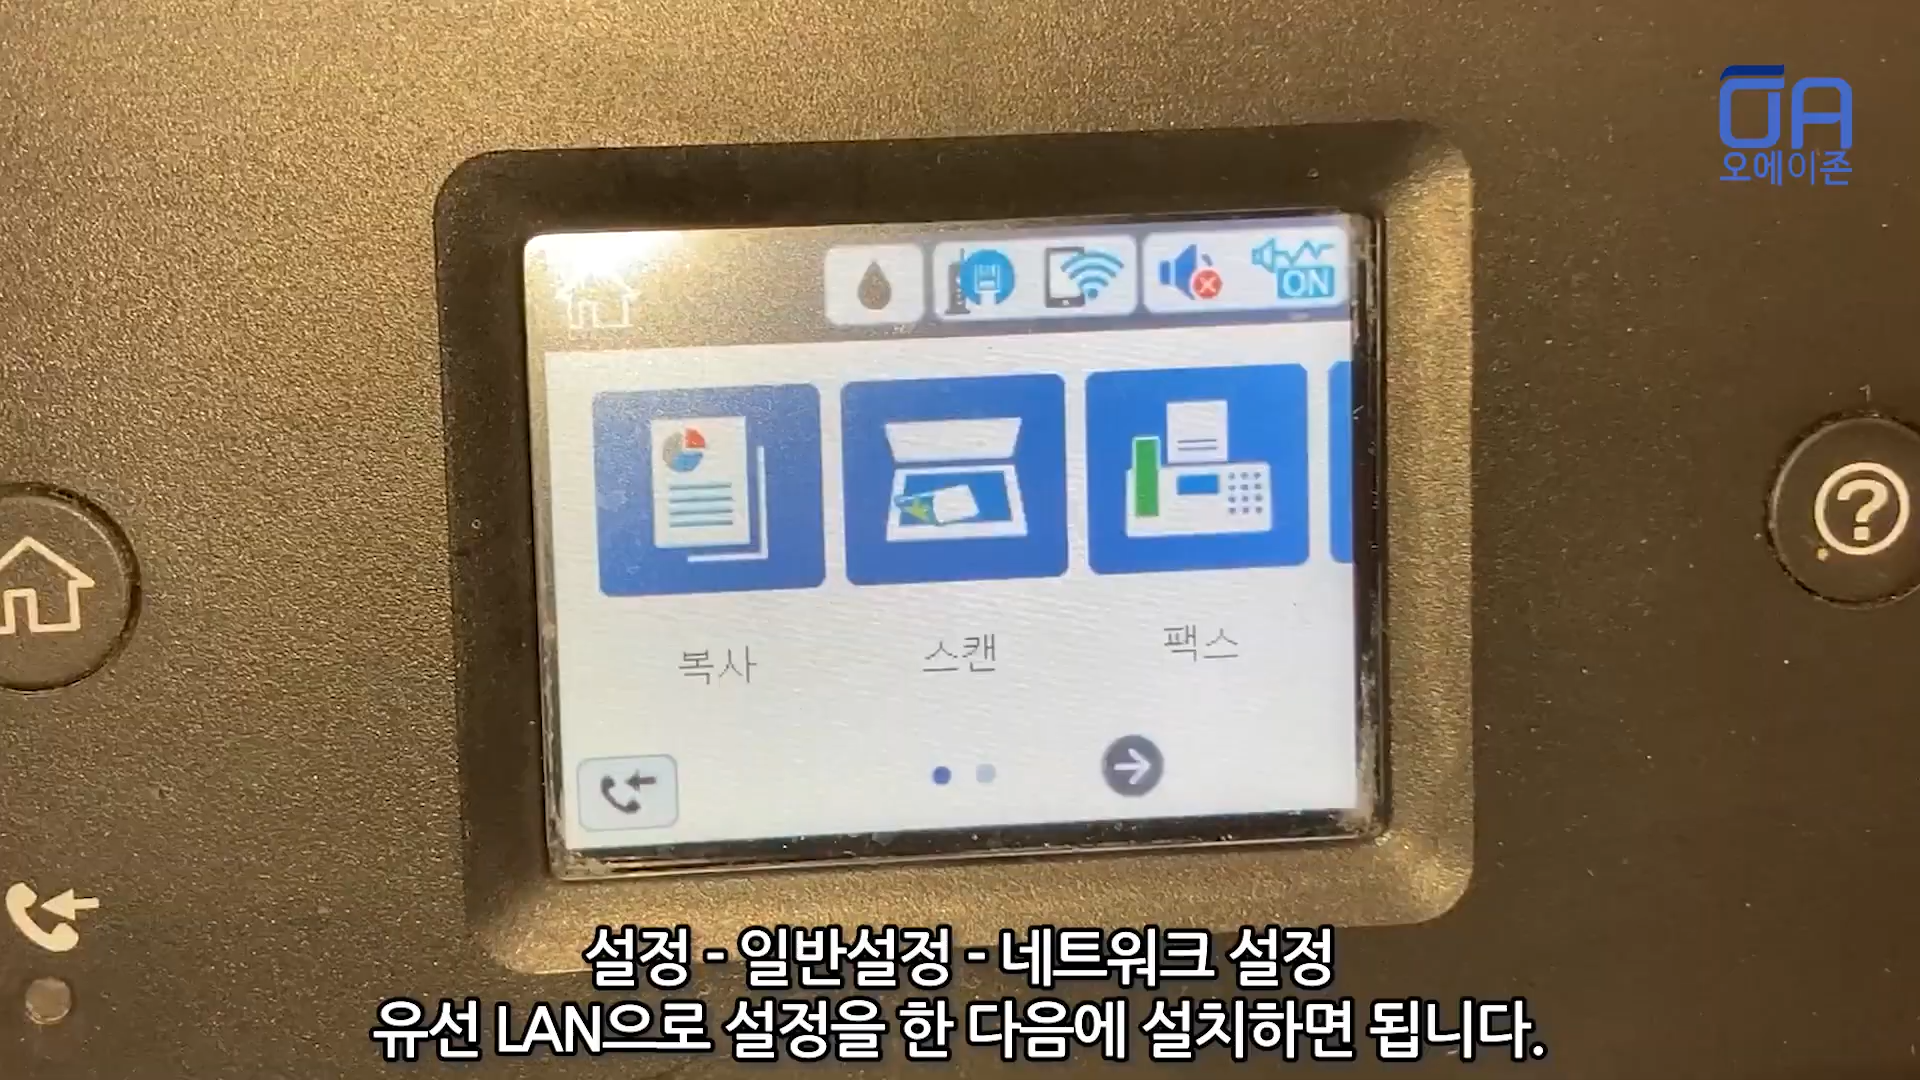 OA
오에이존
ON
복사
스캔
팩스
설정 - 일반설정 - 네트워크 설정
유선 LAN으로 설정을 한 다음에 설치하면 됩니다.